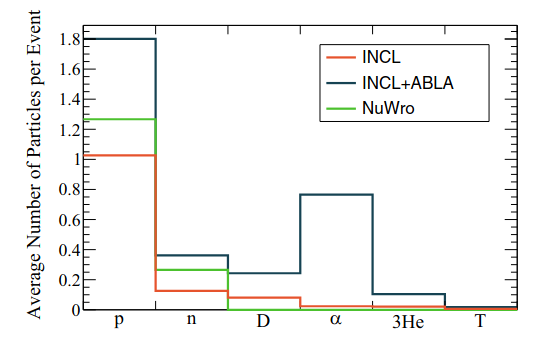 Average Number of Particles per Event
1.8
1.6
1.4
1.2
1
0.8
0.6
0.4
0.2
0
INCL
INCL+ABLA
NuWro
p n D α 3He T